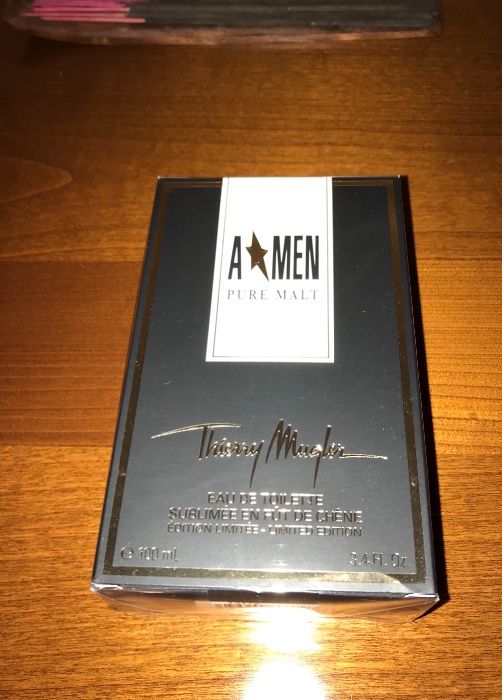 A★MEN
PURE MALT
Thierry Mugler
EAU DE TOILETTE
SUBLIMÉE EN FÛT DE CHÊNE
ÉDITION LIMITÉE - LIMITED EDITION
℮ 100 mL 3.4 Fl. Oz.